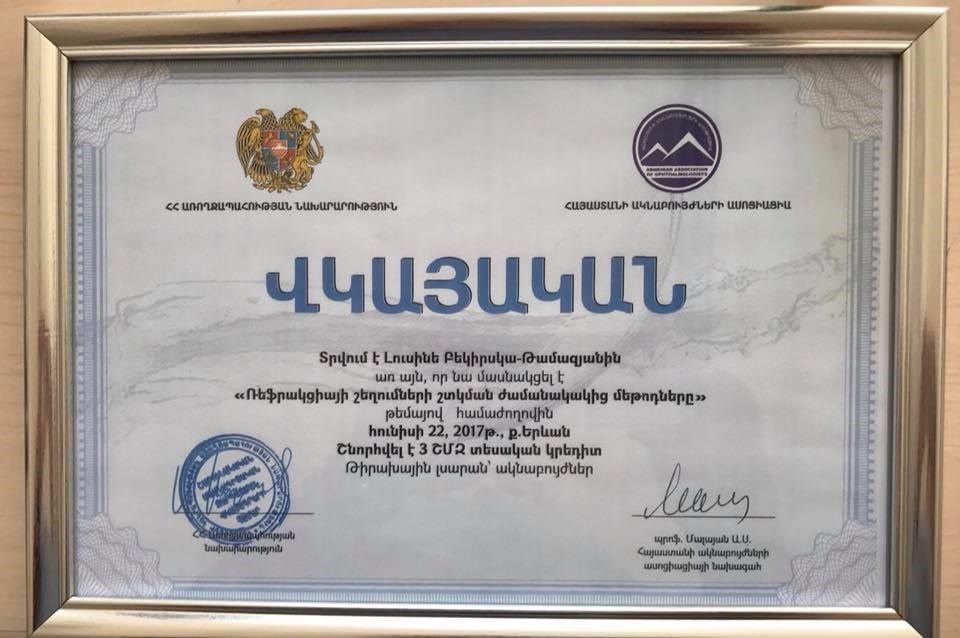 ՀՀ ԱՌՈՂՋԱՊԱՀՈՒԹՅԱՆ ՆԱԽԱՐԱՐՈՒԹՅՈՒՆ
ARMENIAN ASSOCIATION
OF OPHTHALMOLOGISTS
ՀԱՅԱՍՏԱՆԻ ԱԿՆԱԲՈՒՅԺՆԵՐԻ ԱՍՈՑԻԱՑԻԱ
ՎԿԱՅԱԿԱՆ
Տրվում է Լուսինե Բեկիրսկա-Թամազյանին
առ այն, որ նա մասնակցել է
«Ռեֆրակցիայի շեղումների շտկման ժամանակակից մեթոդները»
թեմայով համաժողովին
հունիսի 22, 2017թ., ք.Երևան
Շնորհվել է 3 ՇՄԶ տեսական կրեդիտ
Թիրախային լսարան՝ ակնաբույժներ
ՀՀ Առողջապահության
նախարարություն
պրոֆ. Մալայան Ա.Ս.
Հայաստանի ակնաբույժների
ասոցիացիայի նախագահ